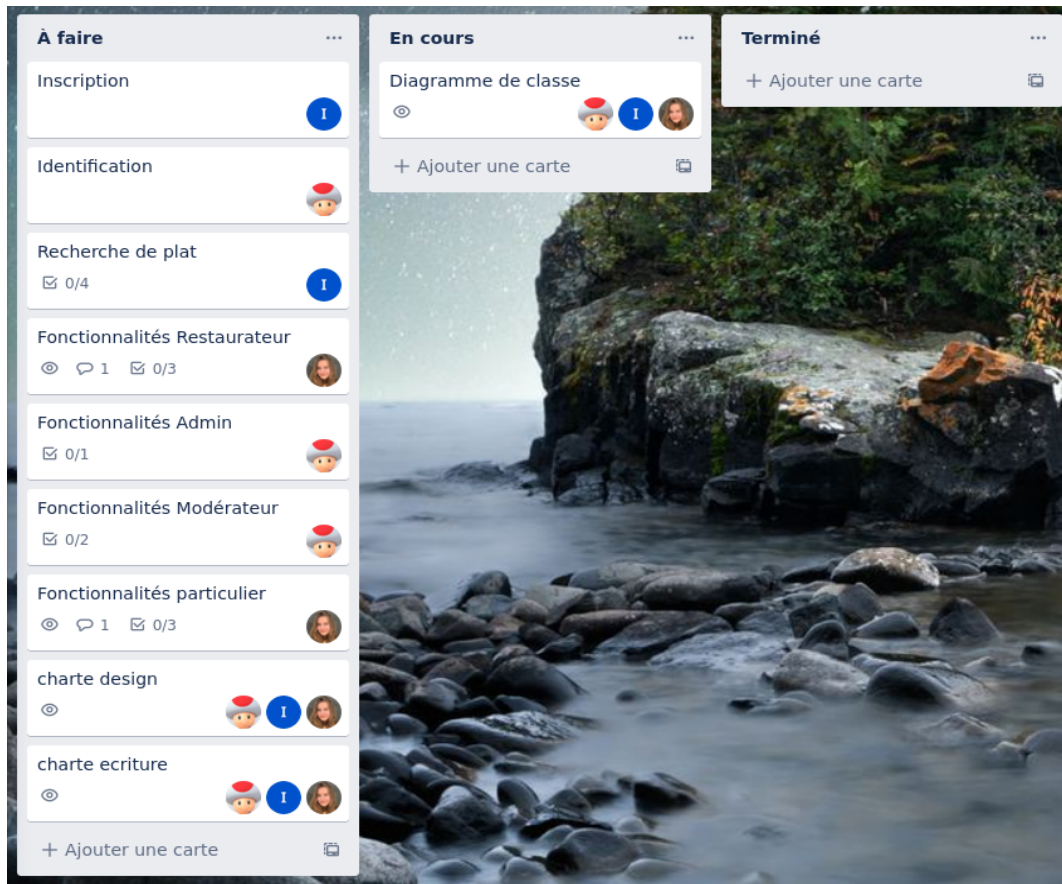 À faire
Inscription
I
Identification
Recherche de plat
0/4
I
Fonctionnalités Restaurateur
1 0/3
Fonctionnalités Admin
0/1
Fonctionnalités Modérateur
0/2
Fonctionnalités particulier
1 0/3
charte design
I
charte ecriture
I
+ Ajouter une carte
En cours
Diagramme de classe
I
+ Ajouter une carte
Terminé
+ Ajouter une carte